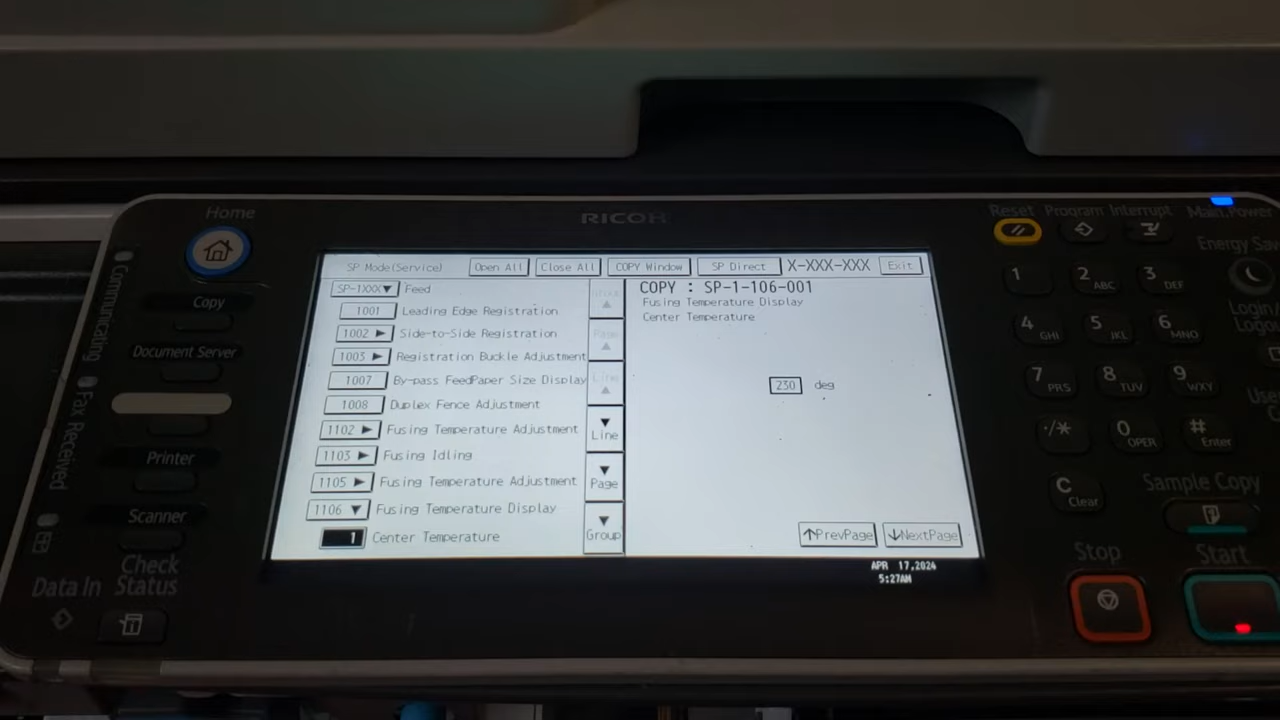 Home
RICOH
Reset
Program
Interrupt
Main Power
Energy Sav
Login/
Logo
Use
C
Communicating
Fax Received
Data In
Copy
Document Server
Printer
Scanner
Check
Status
SP Mode(Service)
Open All
Close All
COPY Window
SP Direct
X-XXX-XXX
Exit
SP-1XXX▼ Feed
1001 Leading Edge Registration
1002 ▶ Side-to-Side Registration
1003 ▶ Registration Buckle Adjustment
1007 By-pass FeedPaper Size Display
1008 Duplex Fence Adjustment
1102 ▶ Fusing Temperature Adjustment
1103 ▶ Fusing Idling
1105 ▶ Fusing Temperature Adjustment
1106 ▼ Fusing Temperature Display
1 Center Temperature
Page
Line
▼ Line
▼ Page
▼ Group
COPY : SP-1-106-001
Fusing Temperature Display
Center Temperature
230 deg
↑PrevPage
↓NextPage
APR 17,2024
5:27AM
1
2 ABC
3 DEF
4 GHI
5 JKL
6 MNO
7 PRS
8 TUV
9 WXY
·/*
0 OPER
# Enter
C Clear
Sample Copy
Stop
Start